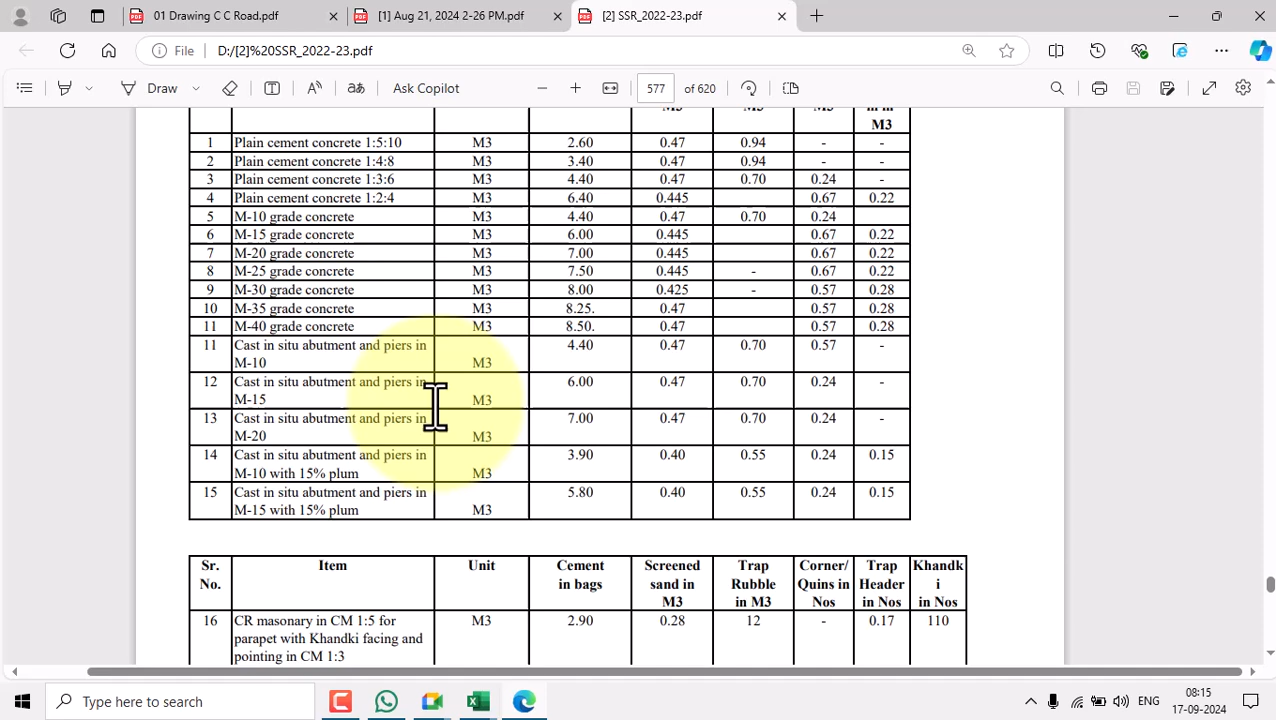 01 Drawing C C Road.pdf
[1] Aug 21, 2024 2-26 PM.pdf
[2] SSR_2022-23.pdf
File D:/[2]%20SSR_2022-23.pdf
Draw
Ask Copilot
577 of 620
in in
M3
1 Plain cement concrete 1:5:10 M3 2.60 0.47 0.94 - -
2 Plain cement concrete 1:4:8 M3 3.40 0.47 0.94 - -
3 Plain cement concrete 1:3:6 M3 4.40 0.47 0.70 0.24 -
4 Plain cement concrete 1:2:4 M3 6.40 0.445 0.67 0.22
5 M-10 grade concrete M3 4.40 0.47 0.70 0.24
6 M-15 grade concrete M3 6.00 0.445 0.67 0.22
7 M-20 grade concrete M3 7.00 0.445 0.67 0.22
8 M-25 grade concrete M3 7.50 0.445 - 0.67 0.22
9 M-30 grade concrete M3 8.00 0.425 - 0.57 0.28
10 M-35 grade concrete M3 8.25. 0.47 0.57 0.28
11 M-40 grade concrete M3 8.50. 0.47 0.57 0.28
11 Cast in situ abutment and piers in 4.40 0.47 0.70 0.57 -
M-10 M3
12 Cast in situ abutment and piers in 6.00 0.47 0.70 0.24 -
M-15 M3
13 Cast in situ abutment and piers in 7.00 0.47 0.70 0.24 -
M-20 M3
14 Cast in situ abutment and piers in 3.90 0.40 0.55 0.24 0.15
M-10 with 15% plum M3
15 Cast in situ abutment and piers in 5.80 0.40 0.55 0.24 0.15
M-15 with 15% plum M3
Sr. Item Unit Cement Screened Trap Corner/ Trap Khandk
No. in bags sand in Rubble Quins in Header i
M3 in M3 Nos in Nos in Nos
16 CR masonary in CM 1:5 for M3 2.90 0.28 12 - 0.17 110
parapet with Khandki facing and
pointing in CM 1:3
Type here to search
ENG
08:15
17-09-2024